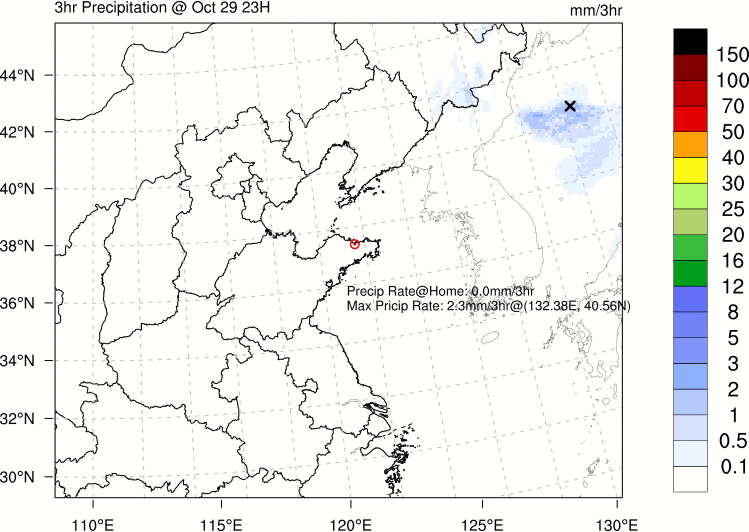 3hr Precipitation @ Oct 29 23H
mm/3hr
44°N
42°N
40°N
38°N
36°N
34°N
32°N
30°N
110°E
115°E
120°E
125°E
130°E
Precip Rate@Home: 0.0mm/3hr
Max Pricip Rate: 2.3mm/3hr@(132.38E, 40.56N)
150
100
70
50
40
30
25
20
16
12
8
5
3
2
1
0.5
0.1